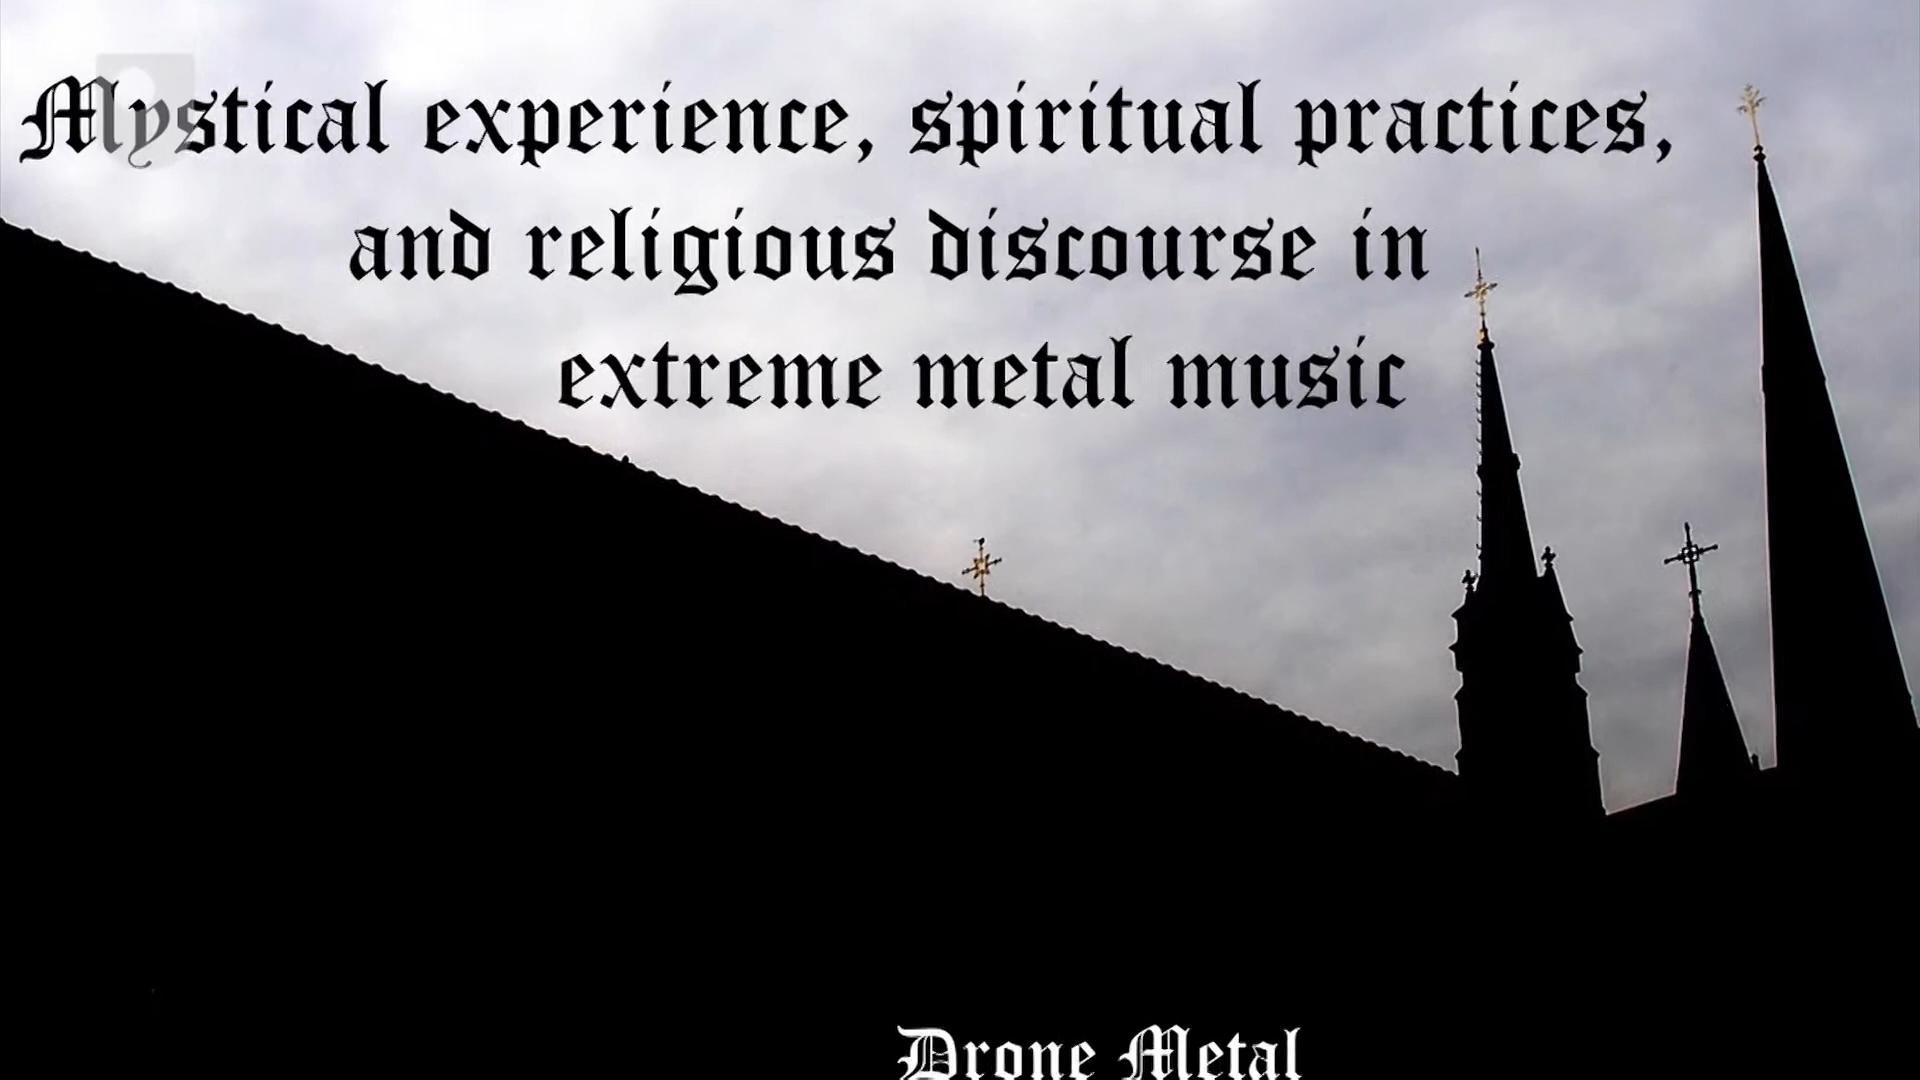 Mystical experience, spiritual practices,
and religious discourse in
extreme metal music
Drone Metal